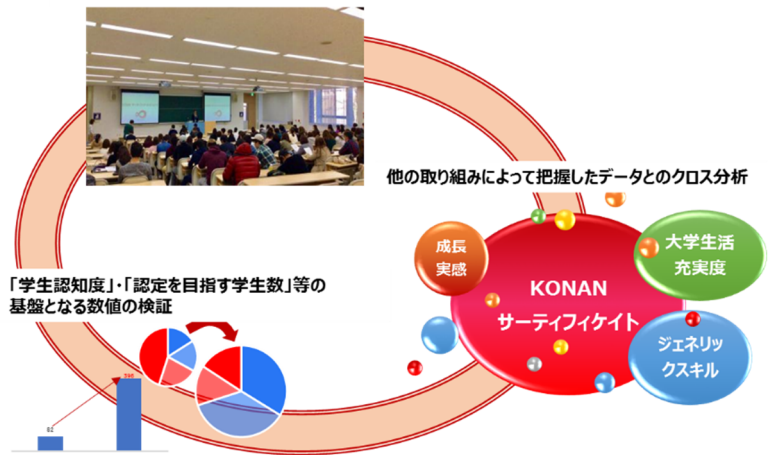 他の取り組みによって把握したデータとのクロス分析
成長
実感
大学生活
充実度
KONAN
サーティフィケイト
ジェネリッ
クスキル
「学生認知度」・「認定を目指す学生数」等の
基盤となる数値の検証
62